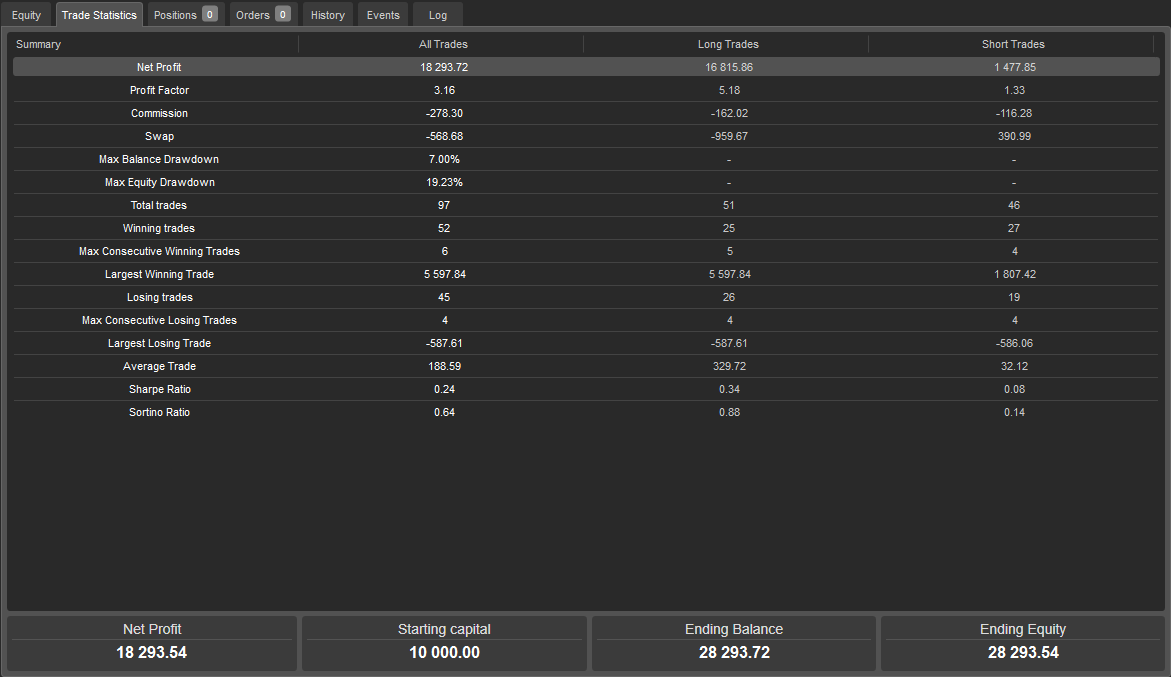 Equity Trade Statistics Positions 0 Orders 0 History Events Log
Summary All Trades Long Trades Short Trades
Net Profit 18 293.72 16 815.86 1 477.85
Profit Factor 3.16 5.18 1.33
Commission -278.30 -162.02 -116.28
Swap -568.68 -959.67 390.99
Max Balance Drawdown 7.00% - -
Max Equity Drawdown 19.23% - -
Total trades 97 51 46
Winning trades 52 25 27
Max Consecutive Winning Trades 6 5 4
Largest Winning Trade 5 597.84 5 597.84 1 807.42
Losing trades 45 26 19
Max Consecutive Losing Trades 4 4 4
Largest Losing Trade -587.61 -587.61 -586.06
Average Trade 188.59 329.72 32.12
Sharpe Ratio 0.24 0.34 0.08
Sortino Ratio 0.64 0.88 0.14
Net Profit Starting capital Ending Balance Ending Equity
18 293.54 10 000.00 28 293.72 28 293.54